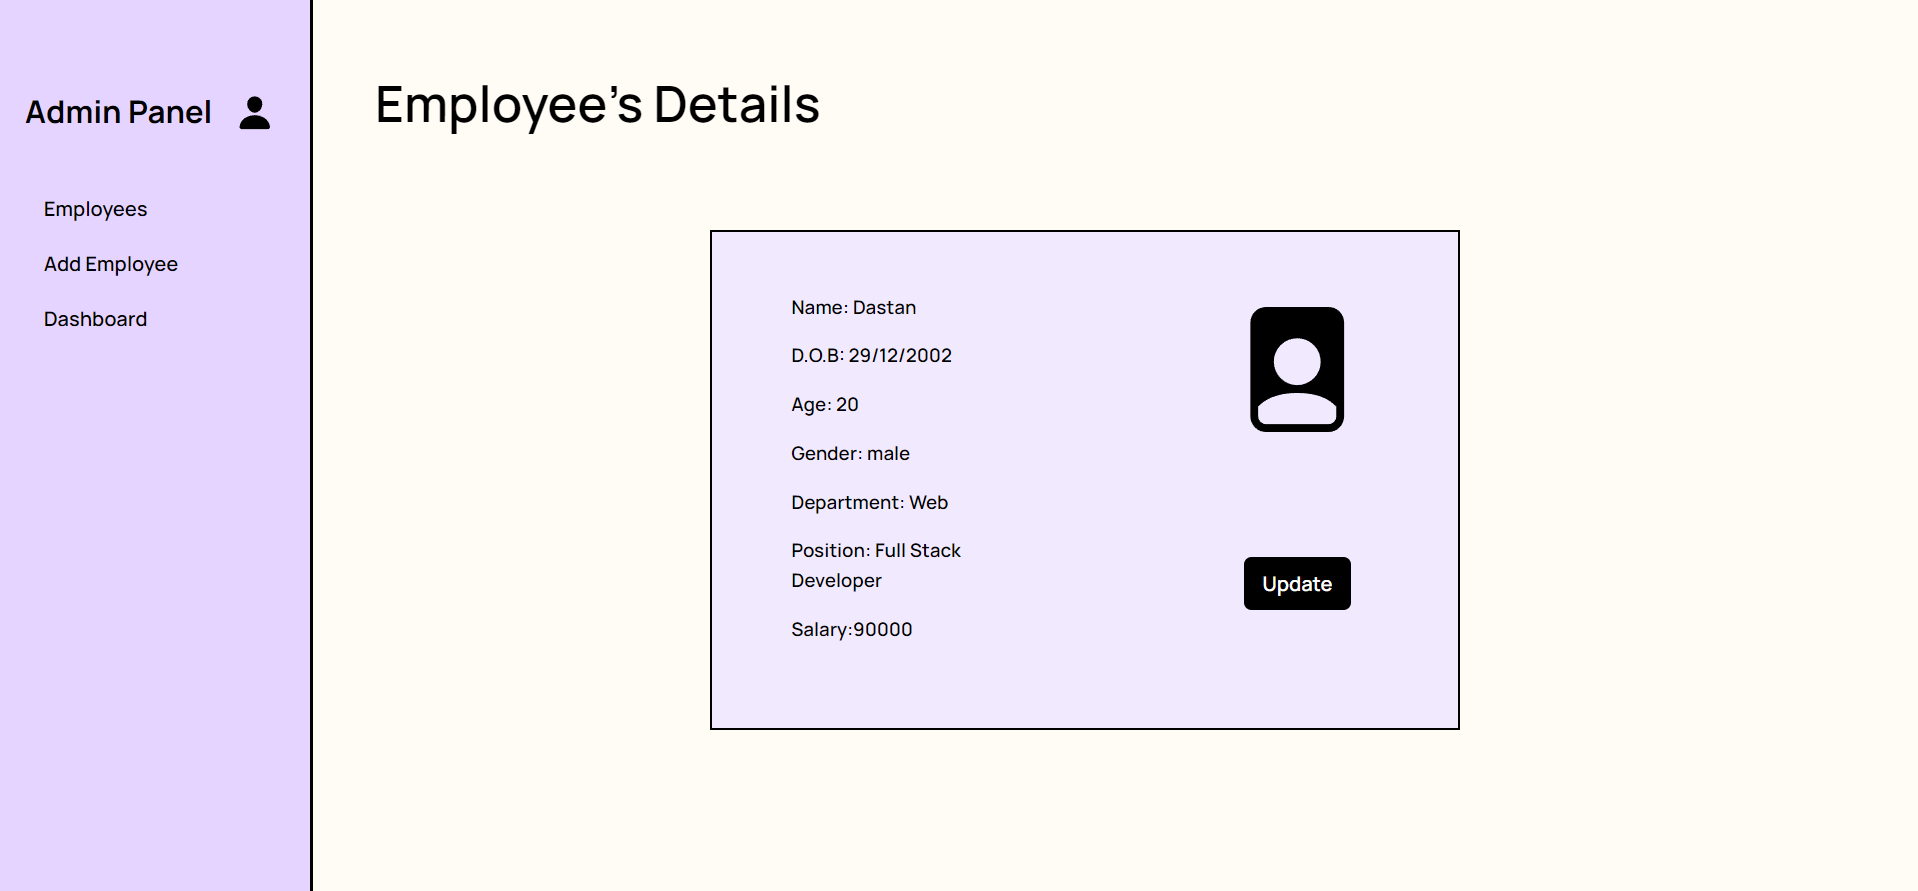 Admin Panel
Employees
Add Employee
Dashboard
Employee's Details
Name: Dastan
D.O.B: 29/12/2002
Age: 20
Gender: male
Department: Web
Position: Full Stack
Developer
Salary:90000
Update